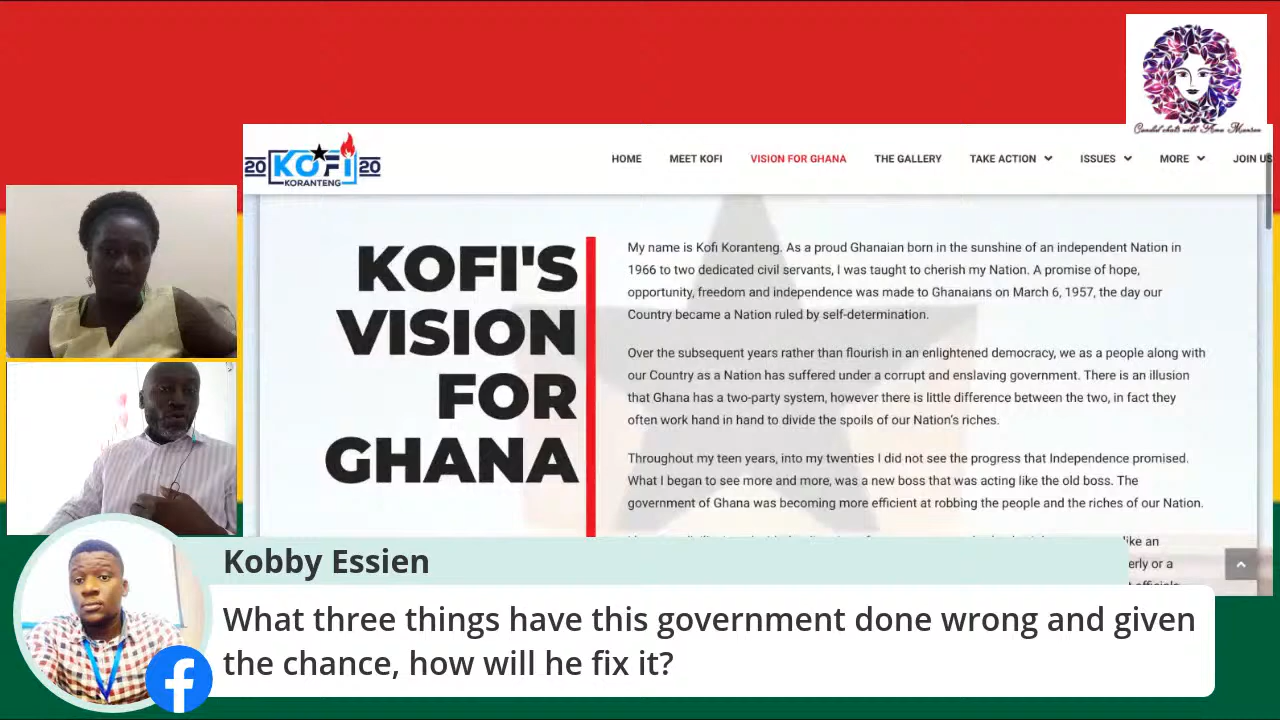 Candid chats with Ama Munson
2020
KOFI
KORANTENG
HOME MEET KOFI VISION FOR GHANA THE GALLERY TAKE ACTION ISSUES MORE JOIN US
KOFI'S
VISION
FOR
GHANA
My name is Kofi Koranteng. As a proud Ghanaian born in the sunshine of an independent Nation in
1966 to two dedicated civil servants, I was taught to cherish my Nation. A promise of hope,
opportunity, freedom and independence was made to Ghanaians on March 6, 1957, the day our
Country became a Nation ruled by self-determination.
Over the subsequent years rather than flourish in an enlightened democracy, we as a people along with
our Country as a Nation has suffered under a corrupt and enslaving government. There is an illusion
that Ghana has a two-party system, however there is little difference between the two, in fact they
often work hand in hand to divide the spoils of our Nation's riches.
Throughout my teen years, into my twenties I did not see the progress that Independence promised.
What I began to see more and more, was a new boss that was acting like the old boss. The
government of Ghana was becoming more efficient at robbing the people and the riches of our Nation.
like an
erly or a
Kobby Essien
What three things have this government done wrong and given
the chance, how will he fix it?